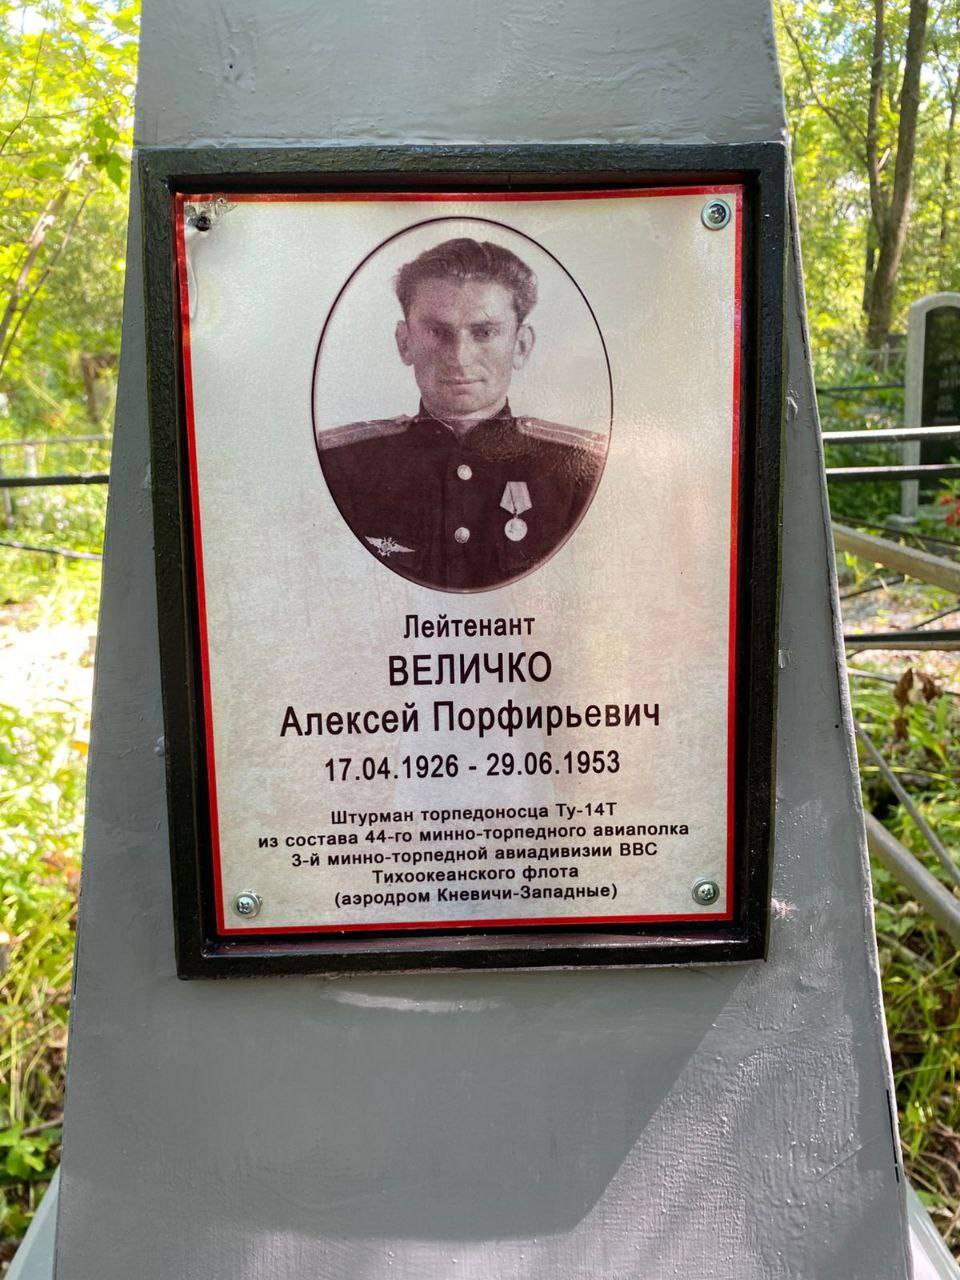 Лейтенант
ВЕЛИЧКО
Алексей Порфирьевич
17.04.1926 - 29.06.1953
Штурман торпедоносца Ту-14Т
из состава 44-го минно-торпедного авиаполка
3-й минно-торпедной авиадивизии ВВС
Тихоокеанского флота
(аэродром Кневичи-Западные)